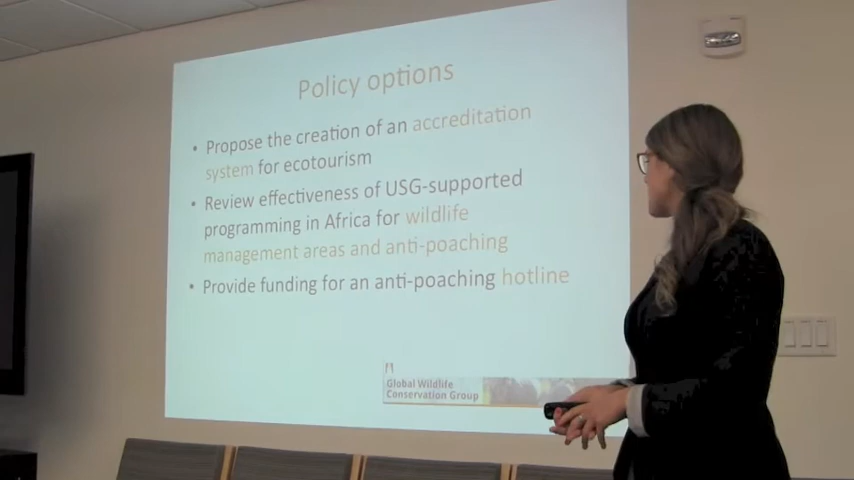 Policy options
• Propose the creation of an accreditation
system for ecotourism
• Review effectiveness of USG-supported
programming in Africa for wildlife
management areas and anti-poaching
• Provide funding for an anti-poaching hotline
Global Wildlife
Conservation Group